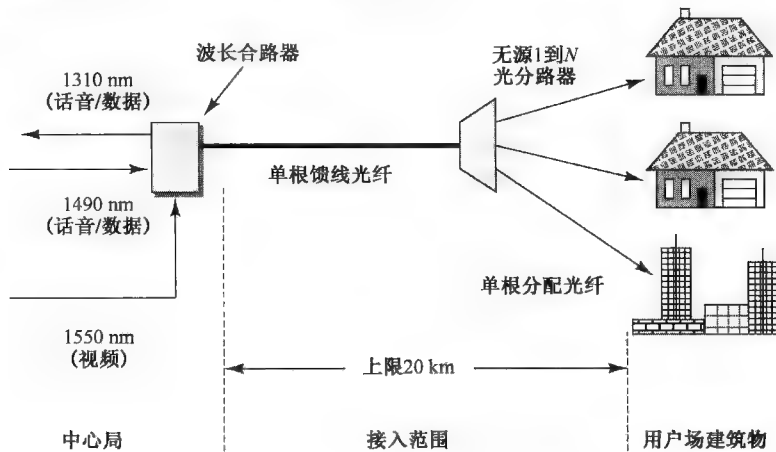 波长合路器
无源1到N
光分路器
1310 nm
(话音/数据)
单根馈线光纤
1490 nm
(话音/数据)
单根分配光纤
1550 nm
(视频)
上限20 km
中心局
接入范围
用户场建筑物